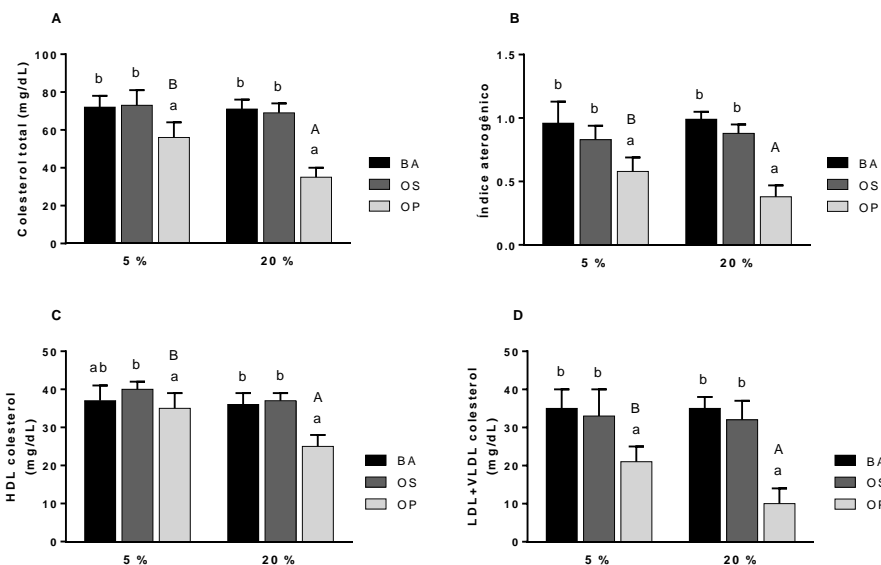 A
Colesterol total (mg/dL)
100
80
60
40
20
0
b b B a
b b A a
5 % 20 %
BA
OS
OP
B
Índice aterogênico
1.5
1.0
0.5
0.0
b b B a
b b A a
5 % 20 %
BA
OS
OP
C
HDL colesterol
(mg/dL)
50
40
30
20
10
0
ab b B a
b b A a
5 % 20 %
BA
OS
OP
D
LDL+VLDL colesterol
(mg/dL)
50
40
30
20
10
0
b b B a
b b A a
5 % 20 %
BA
OS
OP